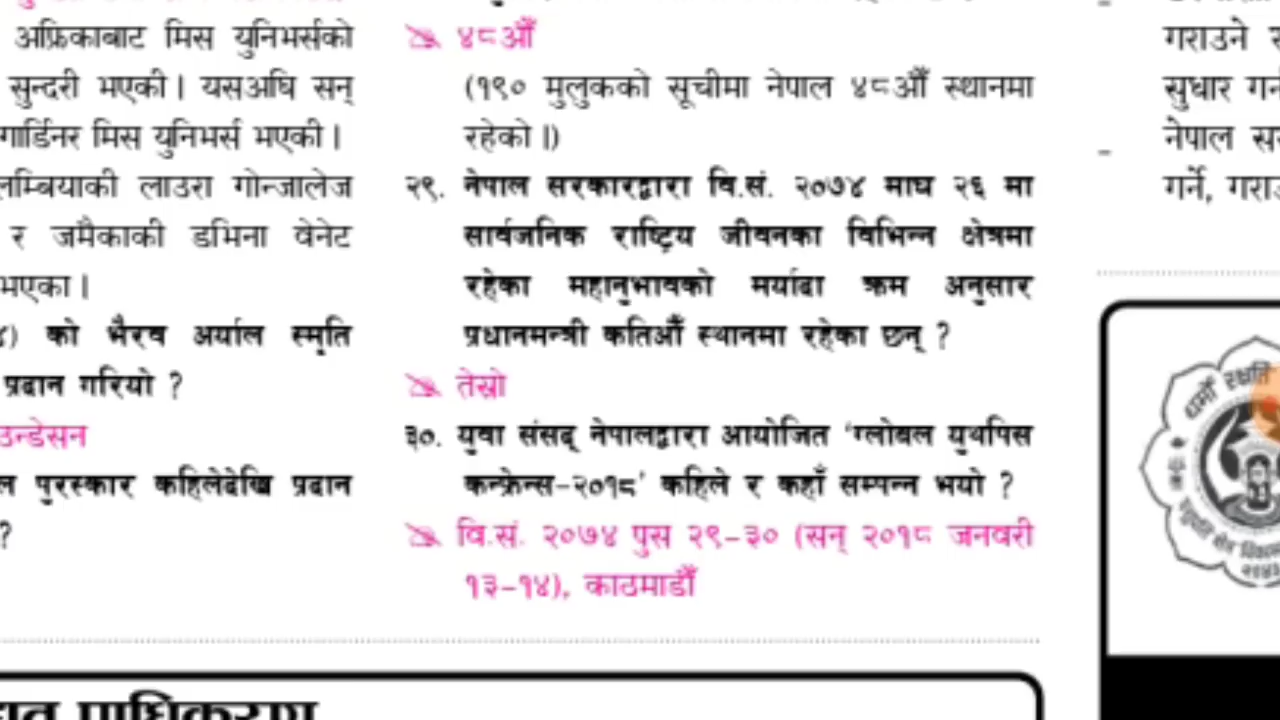 अफ्रिकाबाट मिस युनिभर्सको
सुन्दरी भएकी। यसअघि सन्
गार्डिनर मिस युनिभर्स भएकी।
लम्बियाकी लाउरा गोन्जालेज
र जमैकाकी डभिना वेनेट
भएका।
को भैरव अर्याल स्मृति
प्रदान गरियो ?
उन्डेसन
ल पुरस्कार कहिलेदेखि प्रदान
?
४८औँ
(१९० मुलुकको सूचीमा नेपाल ४८औँ स्थानमा
रहेको।)
२९. नेपाल सरकारद्वारा वि.सं. २०७४ माघ २६ मा
सार्वजनिक राष्ट्रिय जीवनका विभिन्न क्षेत्रमा
रहेका महानुभावको मर्यादा क्रम अनुसार
प्रधानमन्त्री कतिऔँ स्थानमा रहेका छन् ?
तेस्रो
३०. युवा संसद् नेपालद्वारा आयोजित 'ग्लोबल युथपिस
कन्फ्रेन्स-२०१८' कहिले र कहाँ सम्पन्न भयो ?
वि.सं. २०७४ पुस २९-३० (सन् २०१८ जनवरी
१३-१४), काठमाडौँ
गराउने
सुधार गर्न
नेपाल
गर्ने, गरा